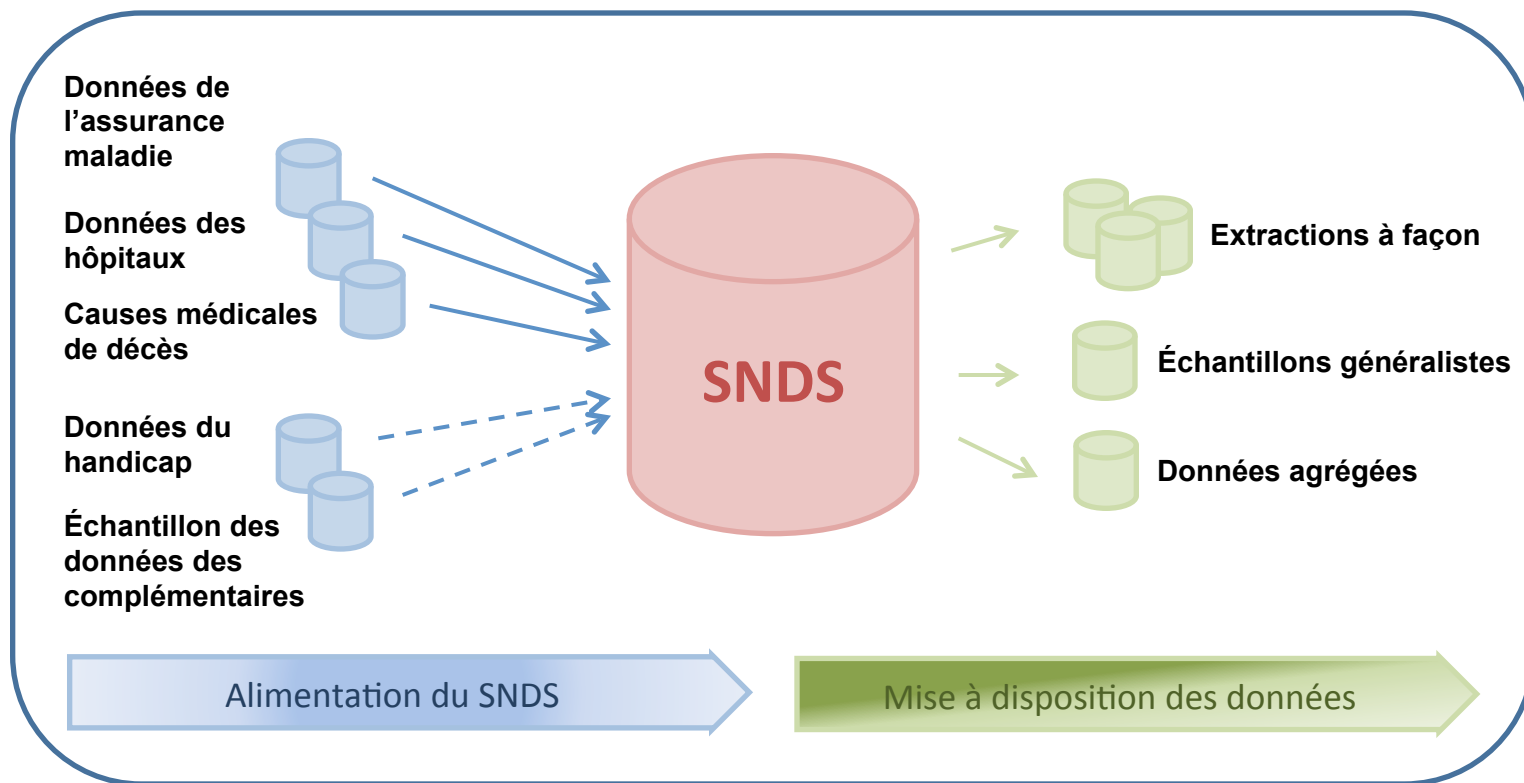 Données de
l’assurance
maladie
Données des
hôpitaux
Causes médicales
de décès
Données du
handicap
Échantillon des
données des
complémentaires
SNDS
Extractions à façon
Échantillons généralistes
Données agrégées
Alimentation du SNDS
Mise à disposition des données